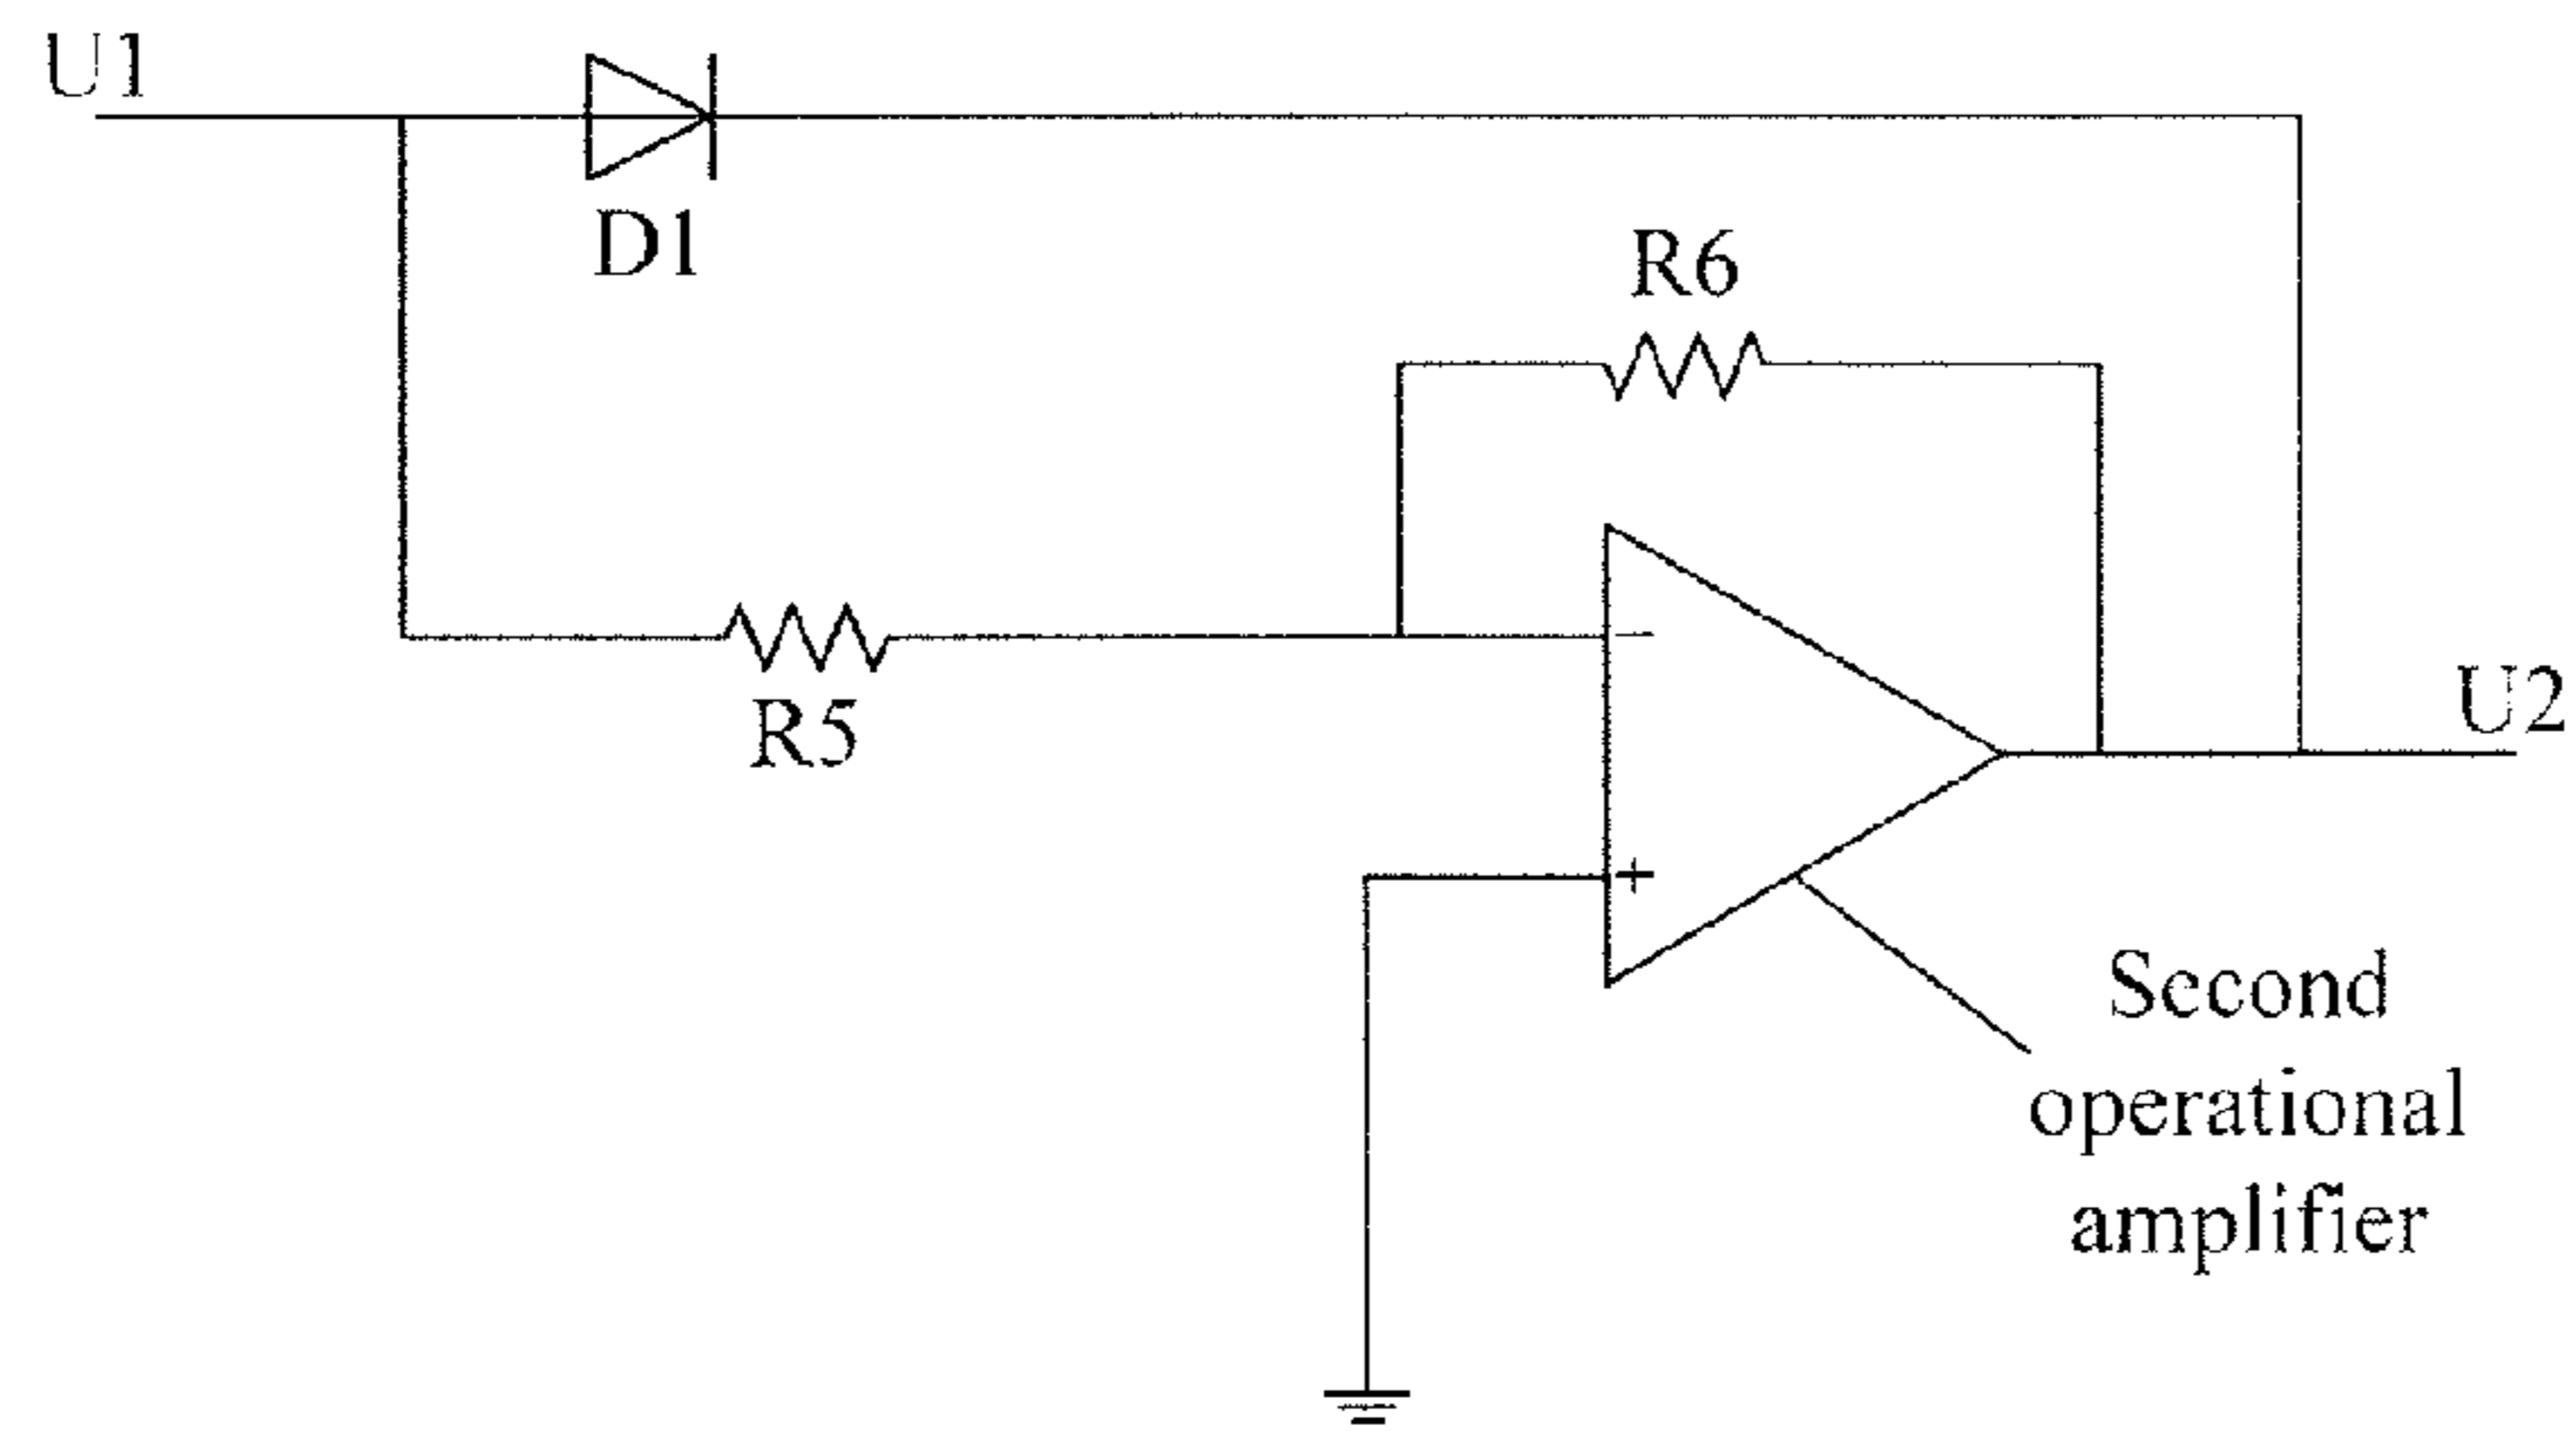 U1
D1
R6
R5
U2
−
+
Second
operational
amplifier